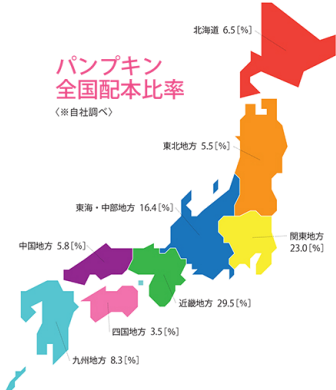 パンプキン
全国配本比率
〈※自社調べ〉
北海道 6.5[%]
東北地方 5.5[%]
東海・中部地方 16.4[%]
関東地方
23.0[%]
中国地方 5.8[%]
近畿地方 29.5[%]
四国地方 3.5[%]
九州地方 8.3[%]